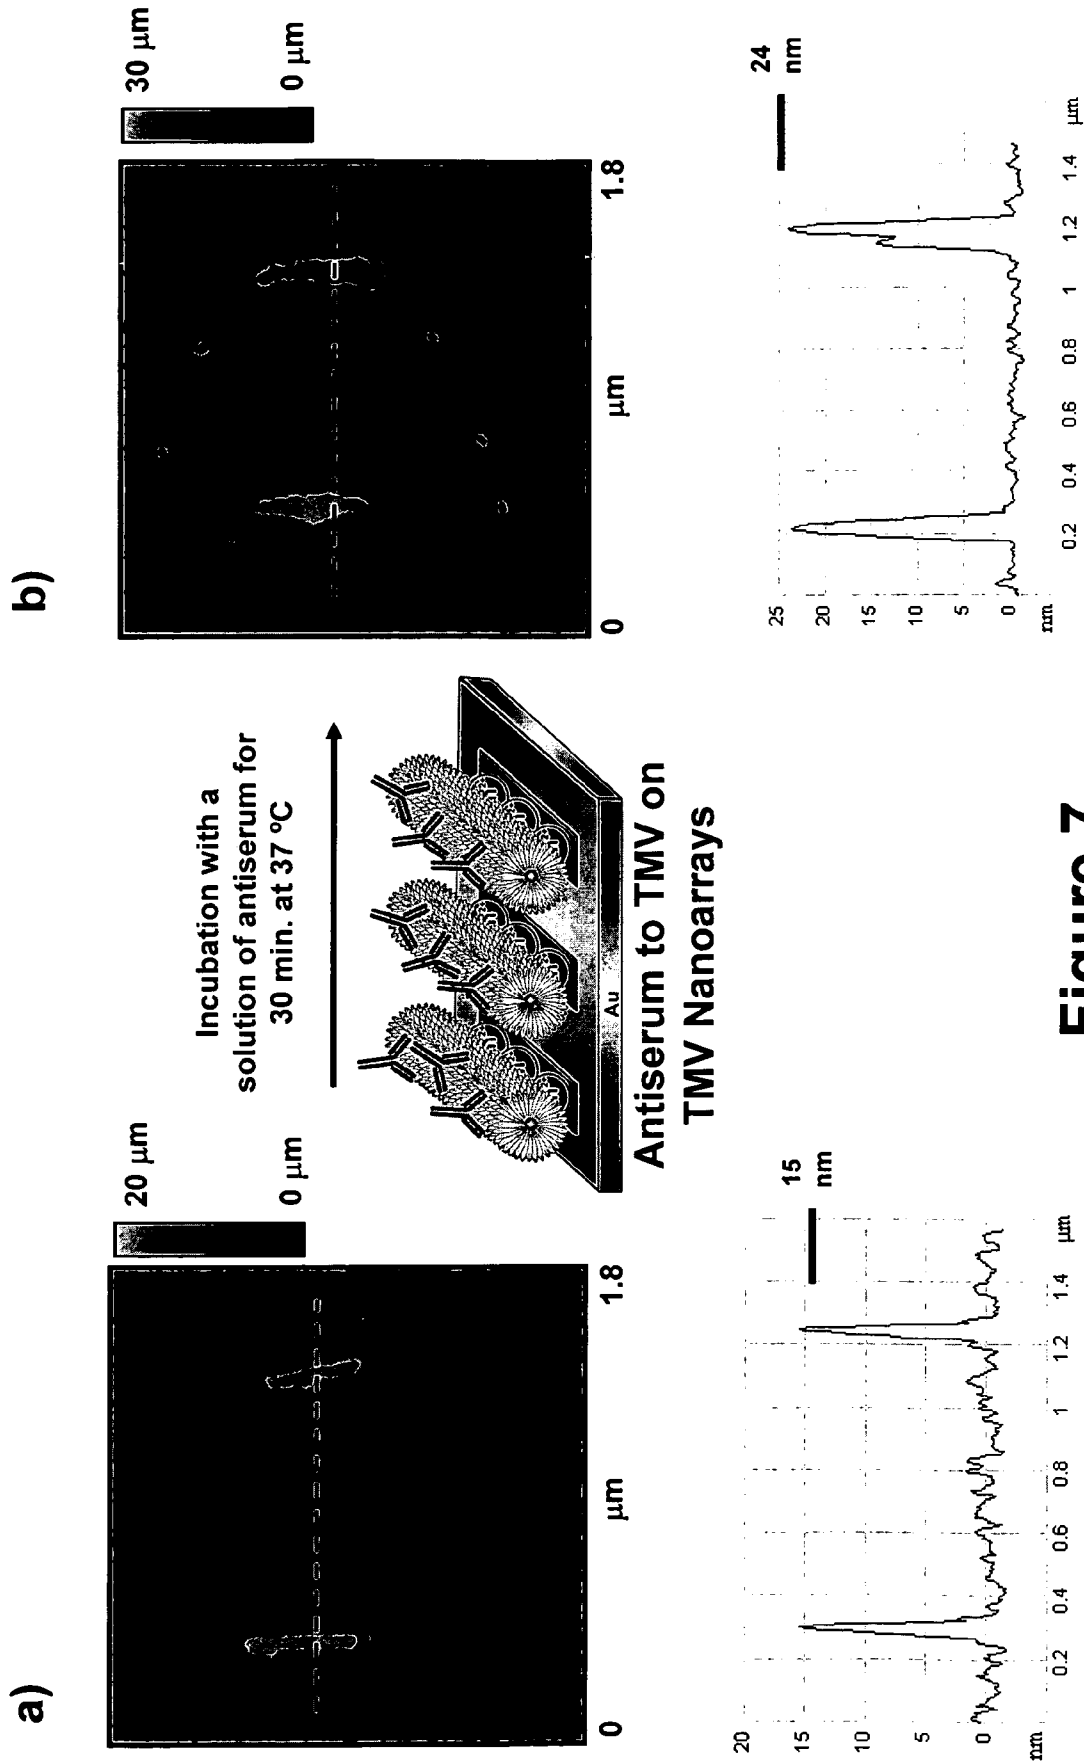 a)
20 μm
0 μm
0
μm
1.8
20
15
10
5
0
nm
0.2
0.4
0.6
0.8
1
1.2
1.4
μm
15
nm
Incubation with a
solution of antiserum for
30 min. at 37 ºC
Au
Antiserum to TMV on
TMV Nanoarrays
b)
30 μm
0 μm
0
μm
1.8
25
20
15
10
5
0
nm
0.2
0.4
0.6
0.8
1
1.2
1.4
μm
24
nm
Figure 7